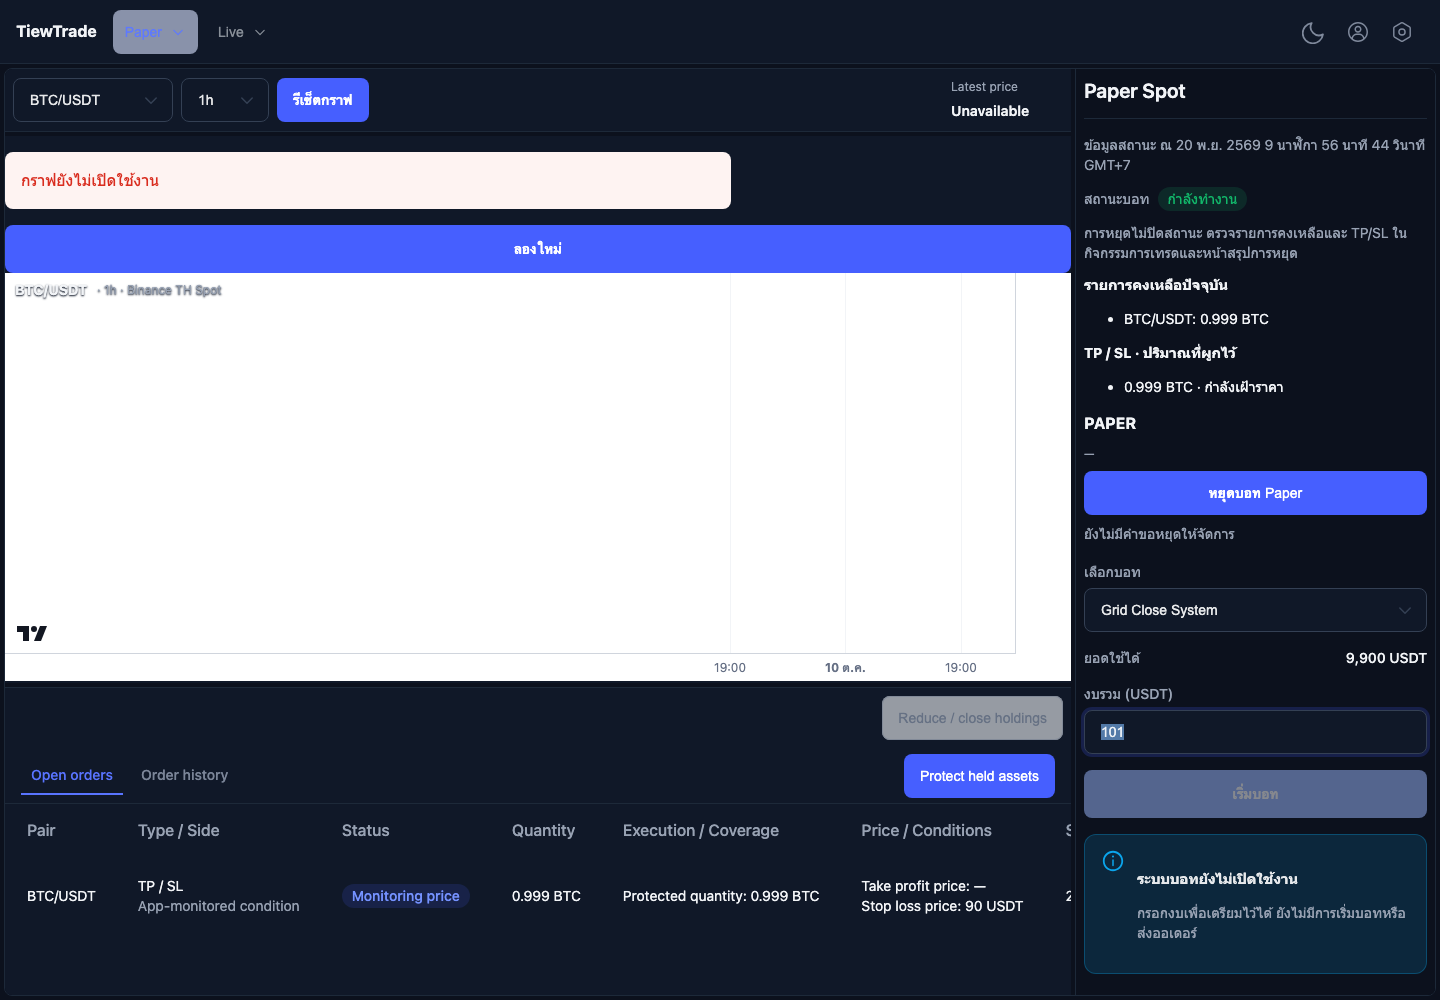 TiewTrade
Paper
Live
BTC/USDT
1h
รีเซ็ตกราฟ
Latest price
Unavailable
กราฟยังไม่เปิดใช้งาน
ลองใหม่
BTC/USDT · 1h · Binance TH Spot
19:00
10 ต.ค.
19:00
Reduce / close holdings
Open orders
Order history
Protect held assets
Pair
Type / Side
Status
Quantity
Execution / Coverage
Price / Conditions
BTC/USDT
TP / SL
App-monitored condition
Monitoring price
0.999 BTC
Protected quantity: 0.999 BTC
Take profit price: —
Stop loss price: 90 USDT
Paper Spot
ข้อมูลสถานะ ณ 20 พ.ย. 2569 9 นาฬิกา 56 นาที 44 วินาที
GMT+7
สถานะบอท กำลังทำงาน
การหยุดไม่ปิดสถานะ ตรวจรายการคงเหลือและ TP/SL ใน
กิจกรรมการเทรดและหน้าสรุปการหยุด
รายการคงเหลือปัจจุบัน
BTC/USDT: 0.999 BTC
TP / SL · ปริมาณที่ผูกไว้
0.999 BTC · กำลังเฝ้าราคา
PAPER
—
หยุดบอท Paper
ยังไม่มีคำขอหยุดให้จัดการ
เลือกบอท
Grid Close System
ยอดใช้ได้
9,900 USDT
งบรวม (USDT)
101
เริ่มบอท
ระบบบอทยังไม่เปิดใช้งาน
กรอกงบเพื่อเตรียมไว้ได้ ยังไม่มีการเริ่มบอทหรือ
ส่งออเดอร์